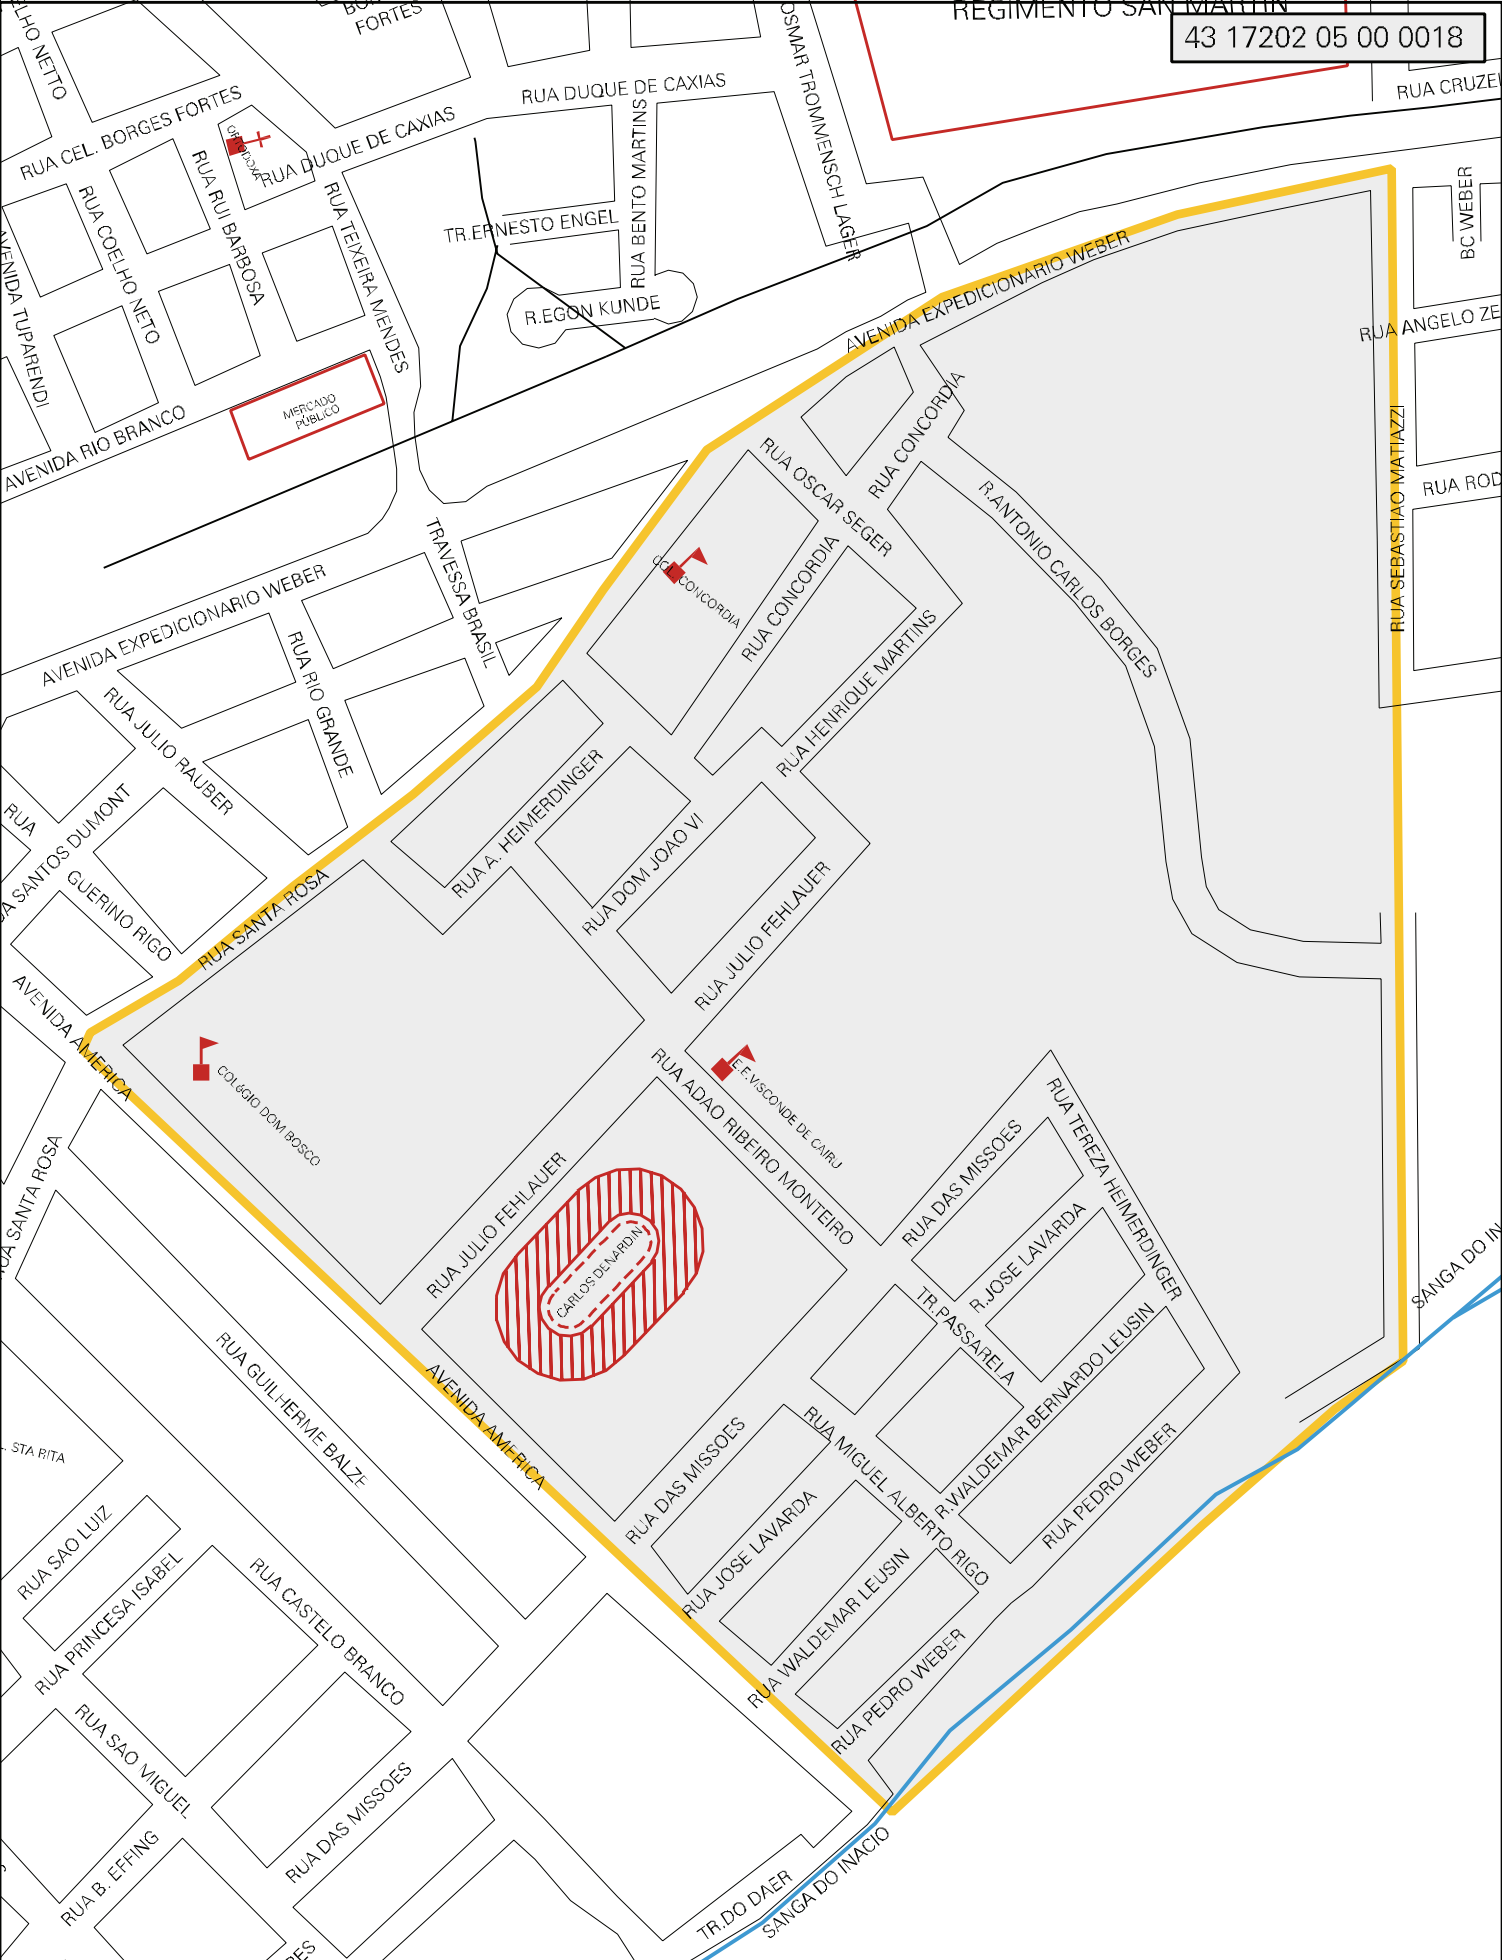 REGIMENTO SAN MARTIN
43 17202 05 00 0018
FORTES
RUA DUQUE DE CAXIAS
RUA CRUZEI
RUA CEL. BORGES FORTES
ORTODOXA
RUA DUQUE DE CAXIAS
RUA BENTO MARTINS
OSMAR TROMMENSCH LAGER
RUA COELHO NETO
RUA RUI BARBOSA
RUA TEIXEIRA MENDES
TR.ERNESTO ENGEL
R.EGON KUNDE
BC WEBER
AVENIDA TUPARENDI
AVENIDA EXPEDICIONARIO WEBER
RUA ANGELO ZE
MERCADO
PÚBLICO
AVENIDA RIO BRANCO
RUA CONCORDIA
RUA OSCAR SEGER
RUA SEBASTIAO MATIAZZI
RUA ROD
R.ANTONIO CARLOS BORGES
TRAVESSA BRASIL
COL. CONCORDIA
RUA CONCORDIA
AVENIDA EXPEDICIONARIO WEBER
RUA RIO GRANDE
RUA HENRIQUE MARTINS
RUA JULIO RAUBER
RUA A. HEIMERDINGER
RUA
SANTOS DUMONT
RUA DOM JOAO VI
GUERINO RIGO
RUA SANTA ROSA
RUA JULIO FEHLAUER
AVENIDA AMERICA
COLéGIO DOM BOSCO
E.E.VISCONDE DE CAIRU
RUA ADAO RIBEIRO MONTEIRO
RUA TEREZA HEIMERDINGER
RUA DAS MISSOES
SANTA ROSA
RUA JULIO FEHLAUER
CARLOS DENARDIN
R.JOSE LAVARDA
SANGA DO IN
TR.PASSARELA
R.WALDEMAR BERNARDO LEUSIN
RUA GUILHERME BALZE
AVENIDA AMERICA
RUA DAS MISSOES
RUA MIGUEL ALBERTO RIGO
RUA PEDRO WEBER
STA RITA
RUA JOSE LAVARDA
RUA SAO LUIZ
RUA PRINCESA ISABEL
RUA CASTELO BRANCO
RUA WALDEMAR LEUSIN
RUA PEDRO WEBER
RUA SAO MIGUEL
RUA DAS MISSOES
RUA B. EFFING
TR.DO DAER
SANGA DO INACIO